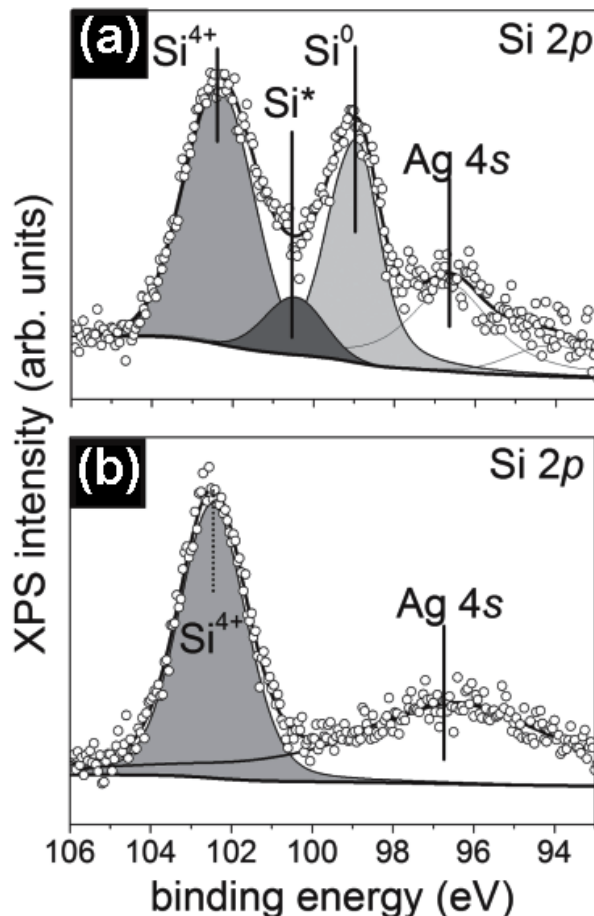 (a)
Si 2p
Si⁴⁺
Si*
Si⁰
Ag 4s
XPS intensity (arb. units)
(b)
Si 2p
Si⁴⁺
Ag 4s
106 104 102 100 98 96 94
binding energy (eV)